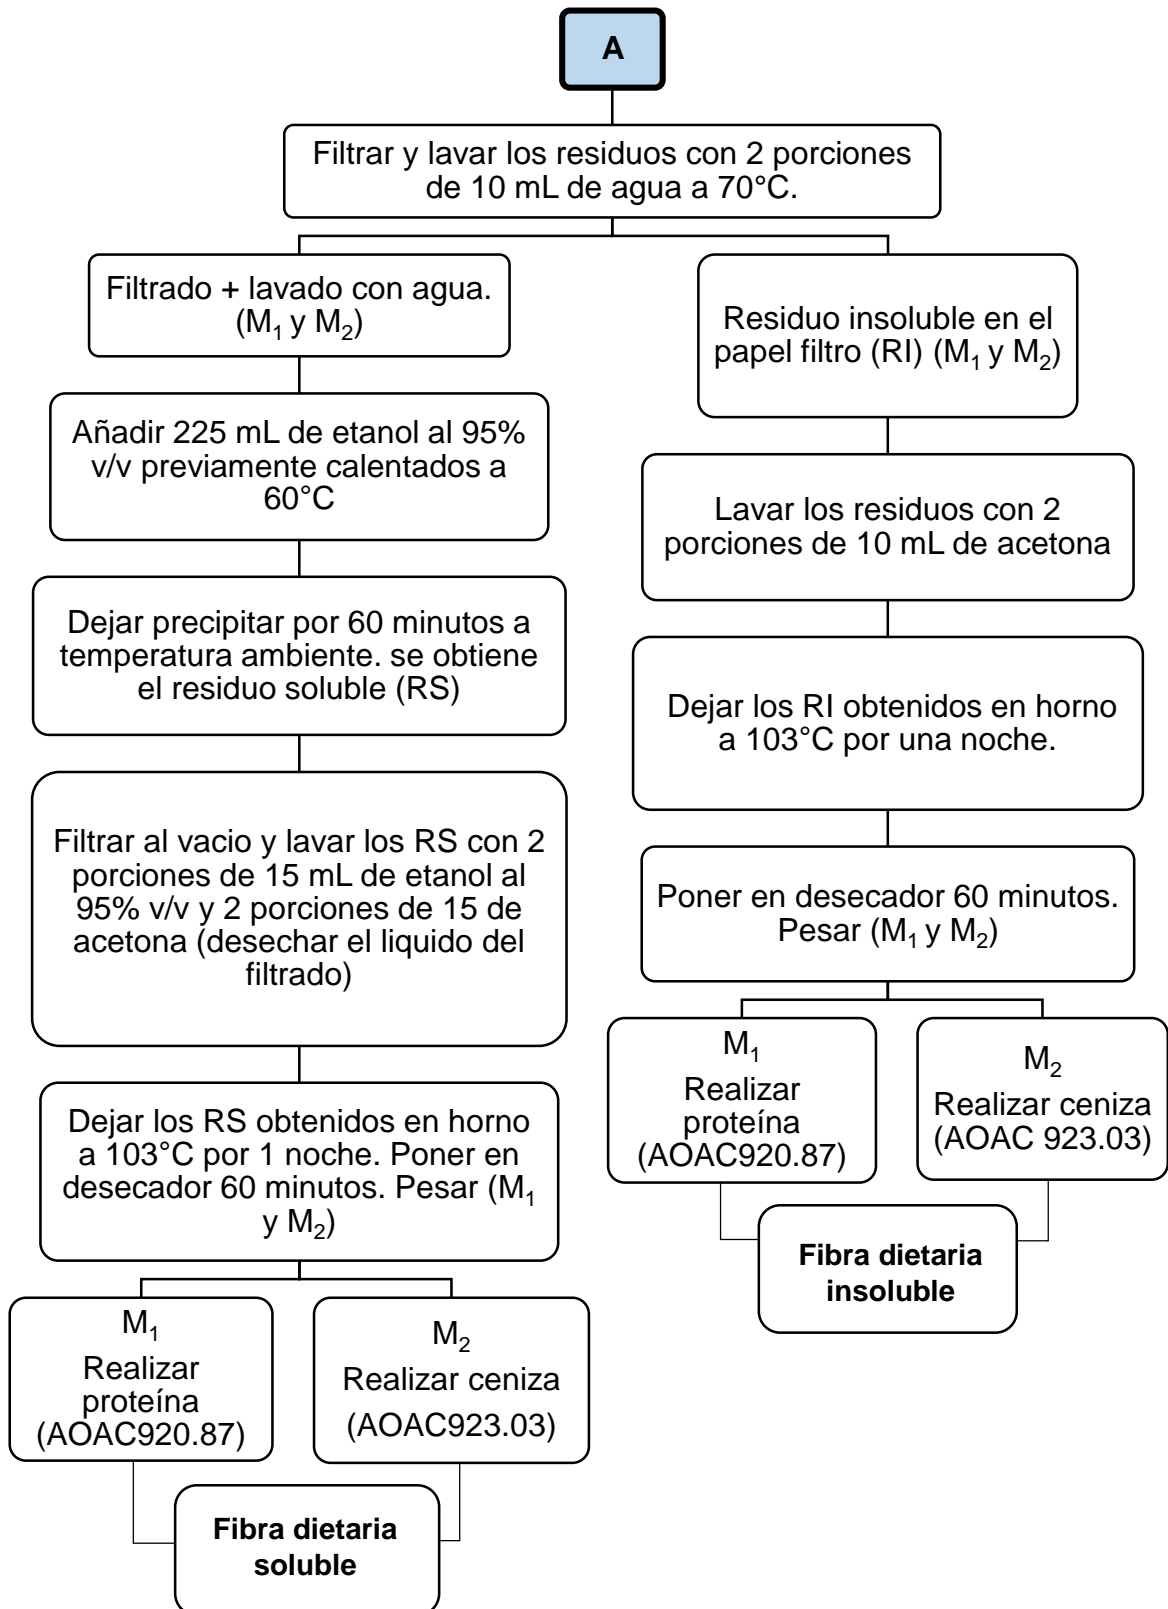 A
Filtrar y lavar los residuos con 2 porciones
de 10 mL de agua a 70°C.
Filtrado + lavado con agua.
(M₁ y M₂)
Añadir 225 mL de etanol al 95%
v/v previamente calentados a
60°C
Dejar precipitar por 60 minutos a
temperatura ambiente. se obtiene
el residuo soluble (RS)
Filtrar al vacio y lavar los RS con 2
porciones de 15 mL de etanol al
95% v/v y 2 porciones de 15 de
acetona (desechar el liquido del
filtrado)
Dejar los RS obtenidos en horno
a 103°C por 1 noche. Poner en
desecador 60 minutos. Pesar (M₁
y M₂)
M₁
Realizar
proteína
(AOAC920.87)
M₂
Realizar ceniza
(AOAC923.03)
Fibra dietaria
soluble
Residuo insoluble en el
papel filtro (RI) (M₁ y M₂)
Lavar los residuos con 2
porciones de 10 mL de acetona
Dejar los RI obtenidos en horno
a 103°C por una noche.
Poner en desecador 60 minutos.
Pesar (M₁ y M₂)
M₁
Realizar
proteína
(AOAC920.87)
M₂
Realizar ceniza
(AOAC 923.03)
Fibra dietaria
insoluble